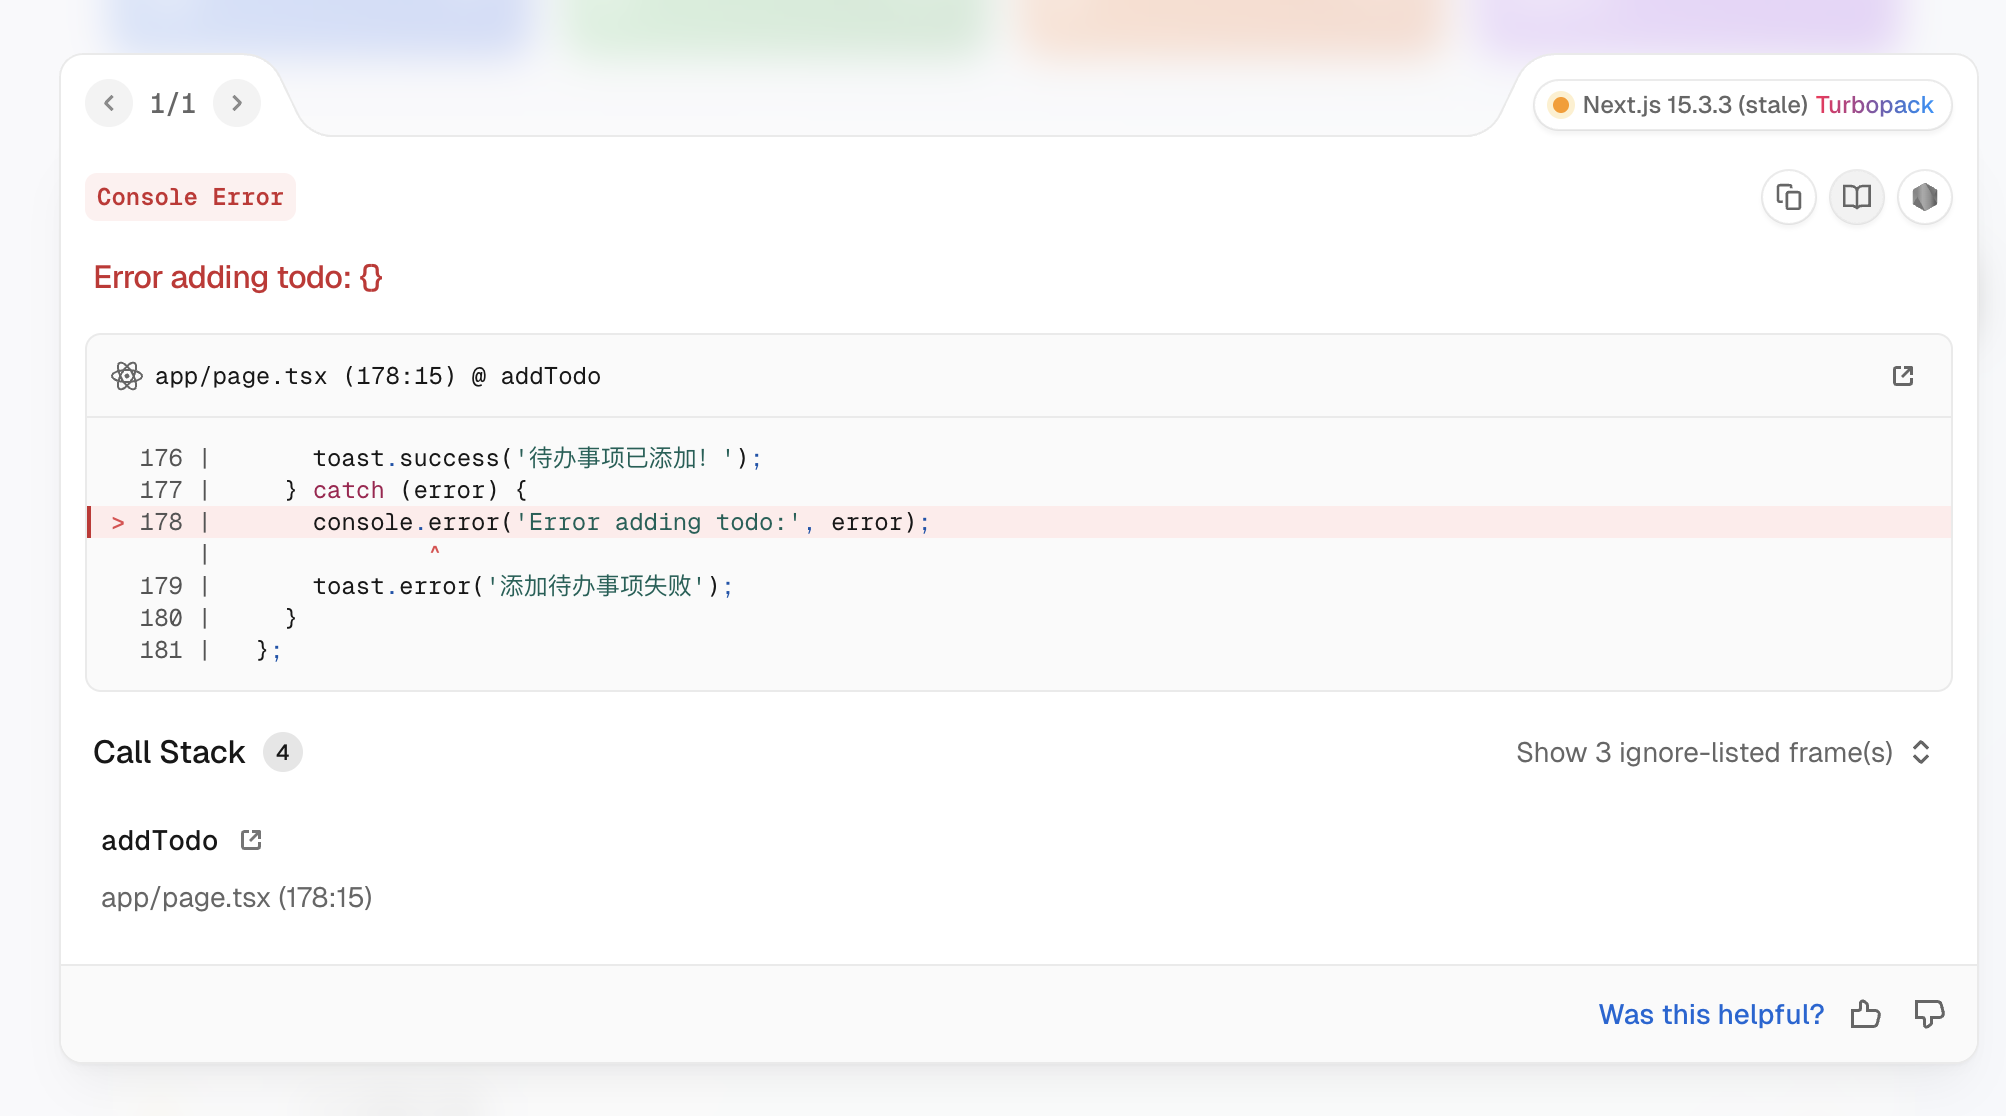 1/1
Next.js 15.3.3 (stale) Turbopack
Console Error
Error adding todo: {}
app/page.tsx (178:15) @ addTodo
176 |       toast.success('待办事项已添加！');
177 |     } catch (error) {
> 178 |       console.error('Error adding todo:', error);
|               ^
179 |       toast.error('添加待办事项失败');
180 |     }
181 |   };
Call Stack 4
Show 3 ignore-listed frame(s)
addTodo
app/page.tsx (178:15)
Was this helpful?